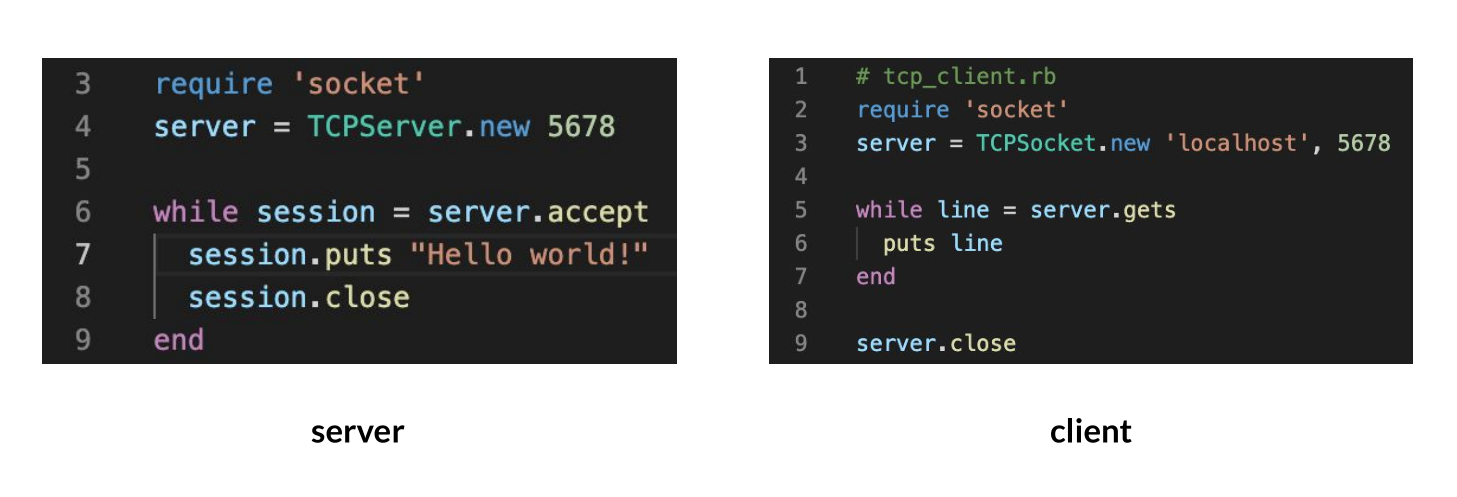 3 require 'socket'
4 server = TCPServer.new 5678
5
6 while session = server.accept
7 session.puts "Hello world!"
8 session.close
9 end
server
1 # tcp_client.rb
2 require 'socket'
3 server = TCPSocket.new 'localhost', 5678
4
5 while line = server.gets
6 puts line
7 end
8
9 server.close
client